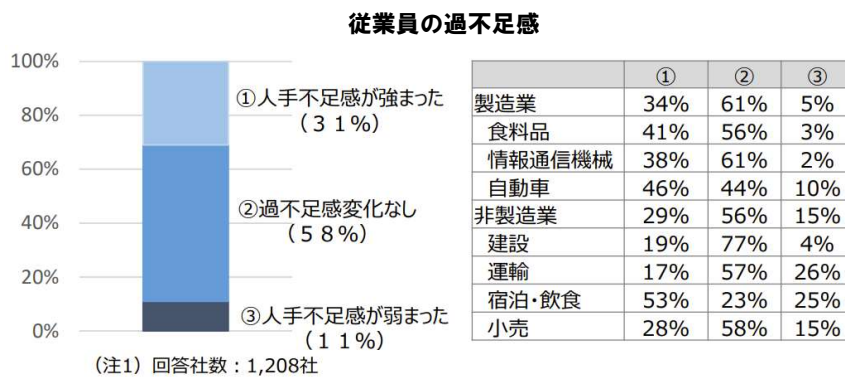 従業員の過不足感
100%
80%
60%
40%
20%
0%
①人手不足感が強まった
(31%)
②過不足感変化なし
(58%)
③人手不足感が弱まった
(11%)
(注1) 回答社数:1,208社
① ② ③
製造業 34% 61% 5%
食料品 41% 56% 3%
情報通信機械 38% 61% 2%
自動車 46% 44% 10%
非製造業 29% 56% 15%
建設 19% 77% 4%
運輸 17% 57% 26%
宿泊・飲食 53% 23% 25%
小売 28% 58% 15%